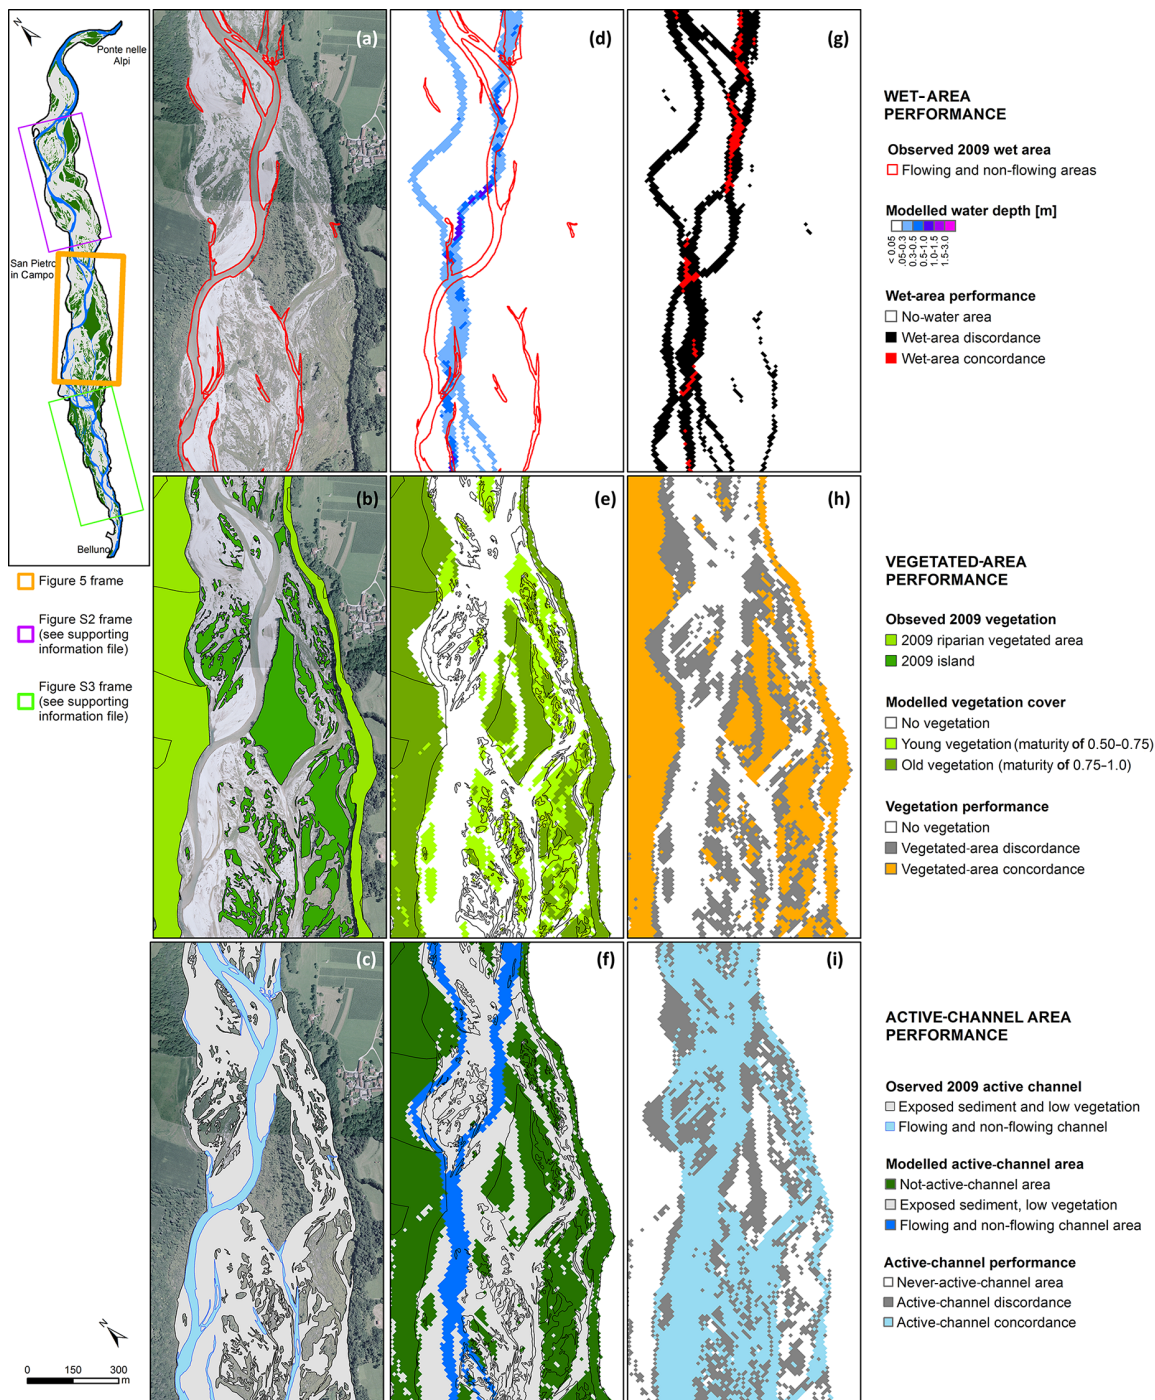 N
Ponte nelle
Alpi
San Pietro
in Campo
Belluno
Figure 5 frame
Figure S2 frame
(see supporting
information file)
Figure S3 frame
(see supporting
information file)
N
0 150 300
m
(a)
(d)
(g)
(b)
(e)
(h)
(c)
(f)
(i)
WET-AREA
PERFORMANCE
Observed 2009 wet area
Flowing and non-flowing areas
Modelled water depth [m]
< 0.05
.05-0.3
0.3-0.5
0.5-1.0
1.0-1.5
1.5-3.0
Wet-area performance
No-water area
Wet-area discordance
Wet-area concordance
VEGETATED-AREA
PERFORMANCE
Obseved 2009 vegetation
2009 riparian vegetated area
2009 island
Modelled vegetation cover
No vegetation
Young vegetation (maturity of 0.50-0.75)
Old vegetation (maturity of 0.75-1.0)
Vegetation performance
No vegetation
Vegetated-area discordance
Vegetated-area concordance
ACTIVE-CHANNEL AREA
PERFORMANCE
Oserved 2009 active channel
Exposed sediment and low vegetation
Flowing and non-flowing channel
Modelled active-channel area
Not-active-channel area
Exposed sediment, low vegetation
Flowing and non-flowing channel area
Active-channel performance
Never-active-channel area
Active-channel discordance
Active-channel concordance